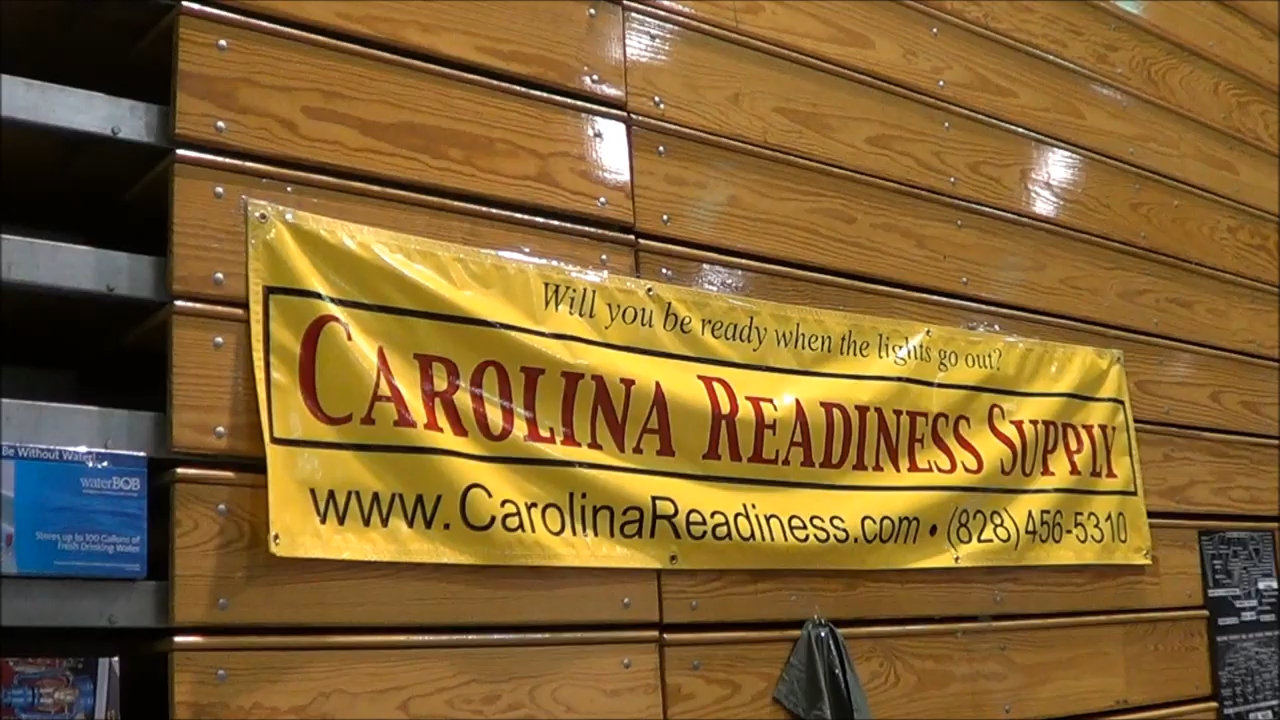 Will you be ready when the lights go out?
CAROLINA READINESS SUPPLY
www.CarolinaReadiness.com • (828) 456-5310
Be Without Water!
waterBOB
Stores up to 100 Gallons of
Fresh Drinking Water